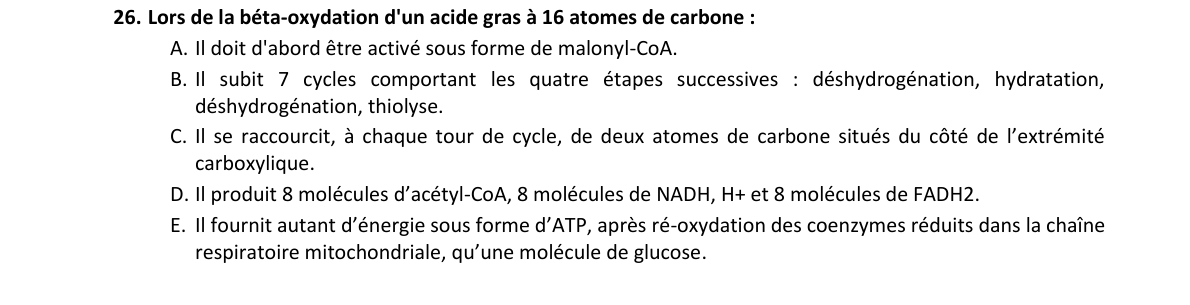 26. Lors de la béta-oxydation d'un acide gras à 16 atomes de carbone :
A. Il doit d'abord être activé sous forme de malonyl-CoA.
B. Il subit 7 cycles comportant les quatre étapes successives : déshydrogénation, hydratation,
déshydrogénation, thiolyse.
C. Il se raccourcit, à chaque tour de cycle, de deux atomes de carbone situés du côté de l’extrémité
carboxylique.
D. Il produit 8 molécules d’acétyl-CoA, 8 molécules de NADH, H+ et 8 molécules de FADH2.
E. Il fournit autant d’énergie sous forme d’ATP, après ré-oxydation des coenzymes réduits dans la chaîne
respiratoire mitochondriale, qu’une molécule de glucose.